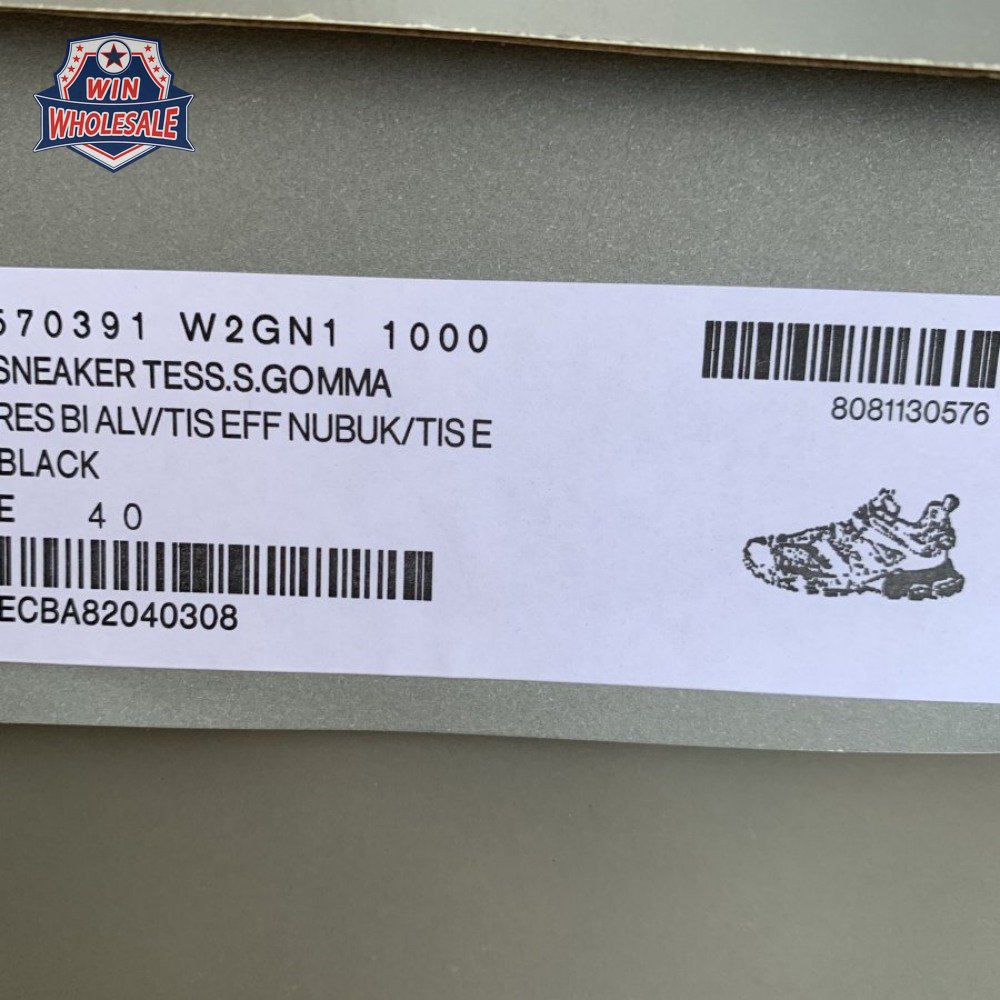 WIN
WHOLESALE
570391 W2GN1 1000
SNEAKER TESS.S.GOMMA
RES BI ALV/TIS EFF NUBUK/TIS E
BLACK
E 40
ECBA82040308
8081130576